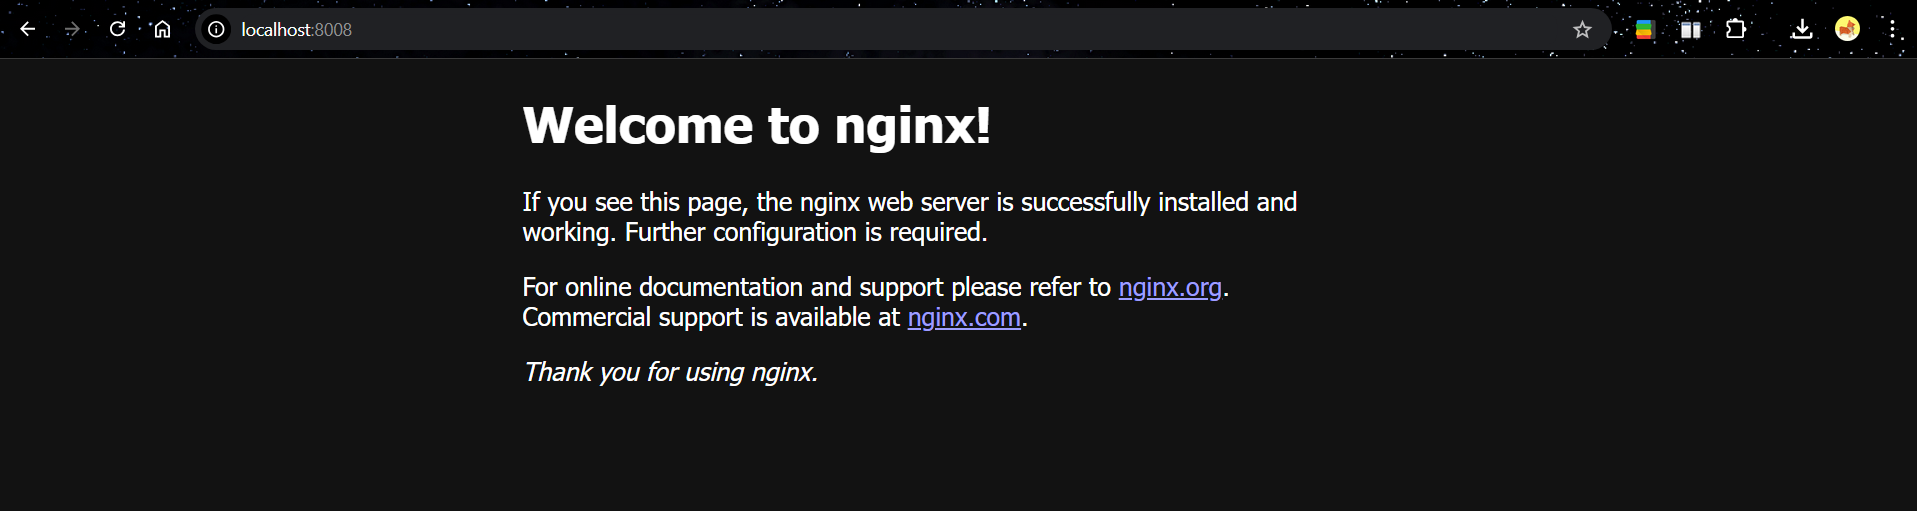 localhost:8008
Welcome to nginx!
If you see this page, the nginx web server is successfully installed and
working. Further configuration is required.
For online documentation and support please refer to nginx.org.
Commercial support is available at nginx.com.
Thank you for using nginx.